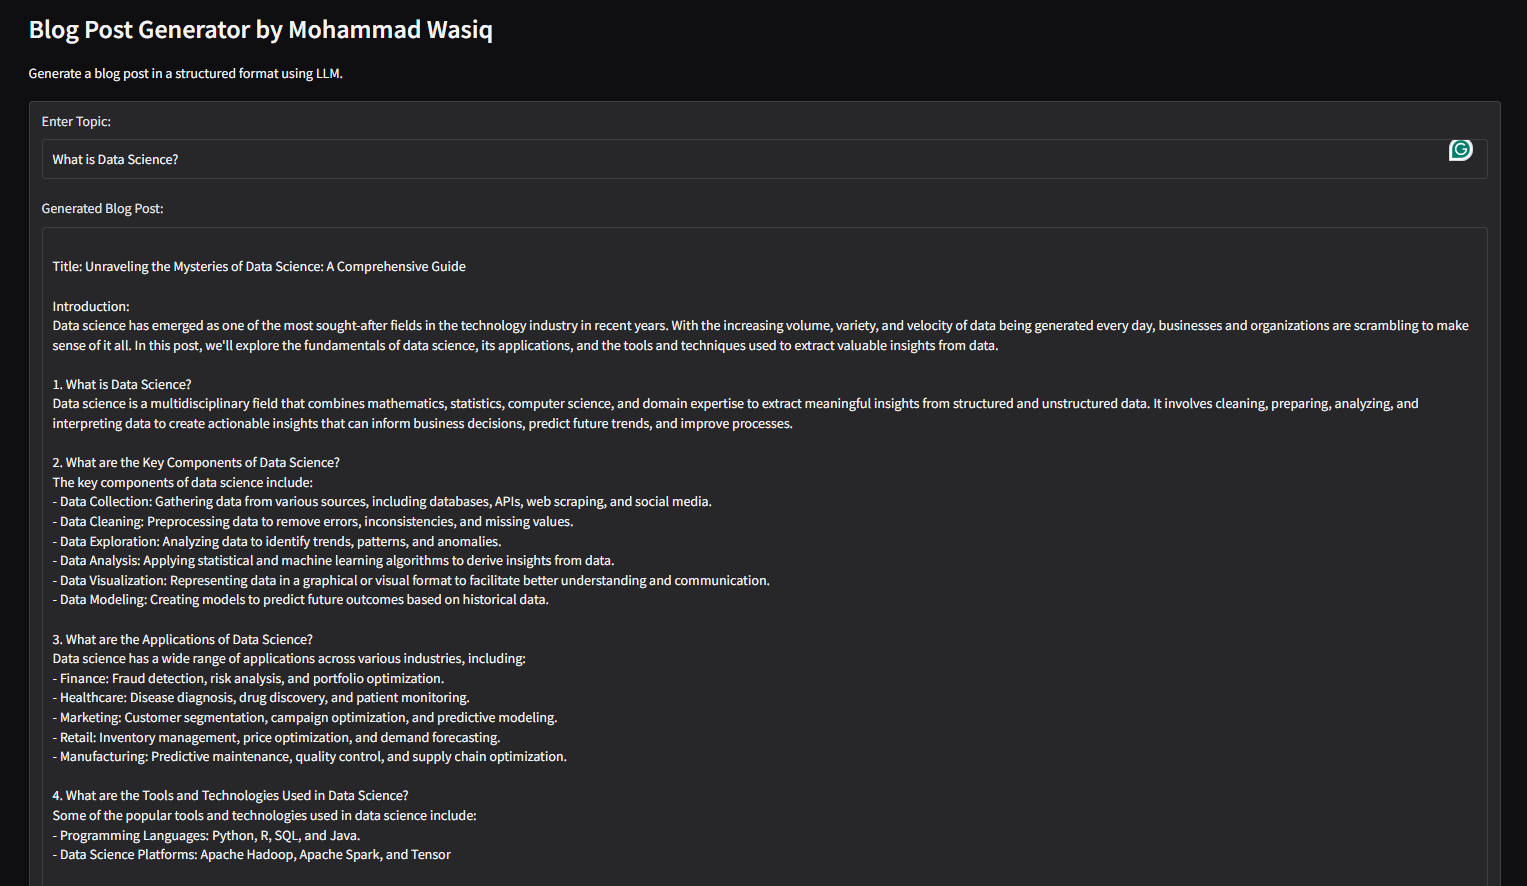 Blog Post Generator by Mohammad Wasiq
Generate a blog post in a structured format using LLM.
Enter Topic:
What is Data Science?
Generated Blog Post:
Title: Unraveling the Mysteries of Data Science: A Comprehensive Guide
Introduction:
Data science has emerged as one of the most sought-after fields in the technology industry in recent years. With the increasing volume, variety, and velocity of data being generated every day, businesses and organizations are scrambling to make
sense of it all. In this post, we'll explore the fundamentals of data science, its applications, and the tools and techniques used to extract valuable insights from data.
1. What is Data Science?
Data science is a multidisciplinary field that combines mathematics, statistics, computer science, and domain expertise to extract meaningful insights from structured and unstructured data. It involves cleaning, preparing, analyzing, and
interpreting data to create actionable insights that can inform business decisions, predict future trends, and improve processes.
2. What are the Key Components of Data Science?
The key components of data science include:
- Data Collection: Gathering data from various sources, including databases, APIs, web scraping, and social media.
- Data Cleaning: Preprocessing data to remove errors, inconsistencies, and missing values.
- Data Exploration: Analyzing data to identify trends, patterns, and anomalies.
- Data Analysis: Applying statistical and machine learning algorithms to derive insights from data.
- Data Visualization: Representing data in a graphical or visual format to facilitate better understanding and communication.
- Data Modeling: Creating models to predict future outcomes based on historical data.
3. What are the Applications of Data Science?
Data science has a wide range of applications across various industries, including:
- Finance: Fraud detection, risk analysis, and portfolio optimization.
- Healthcare: Disease diagnosis, drug discovery, and patient monitoring.
- Marketing: Customer segmentation, campaign optimization, and predictive modeling.
- Retail: Inventory management, price optimization, and demand forecasting.
- Manufacturing: Predictive maintenance, quality control, and supply chain optimization.
4. What are the Tools and Technologies Used in Data Science?
Some of the popular tools and technologies used in data science include:
- Programming Languages: Python, R, SQL, and Java.
- Data Science Platforms: Apache Hadoop, Apache Spark, and Tensor